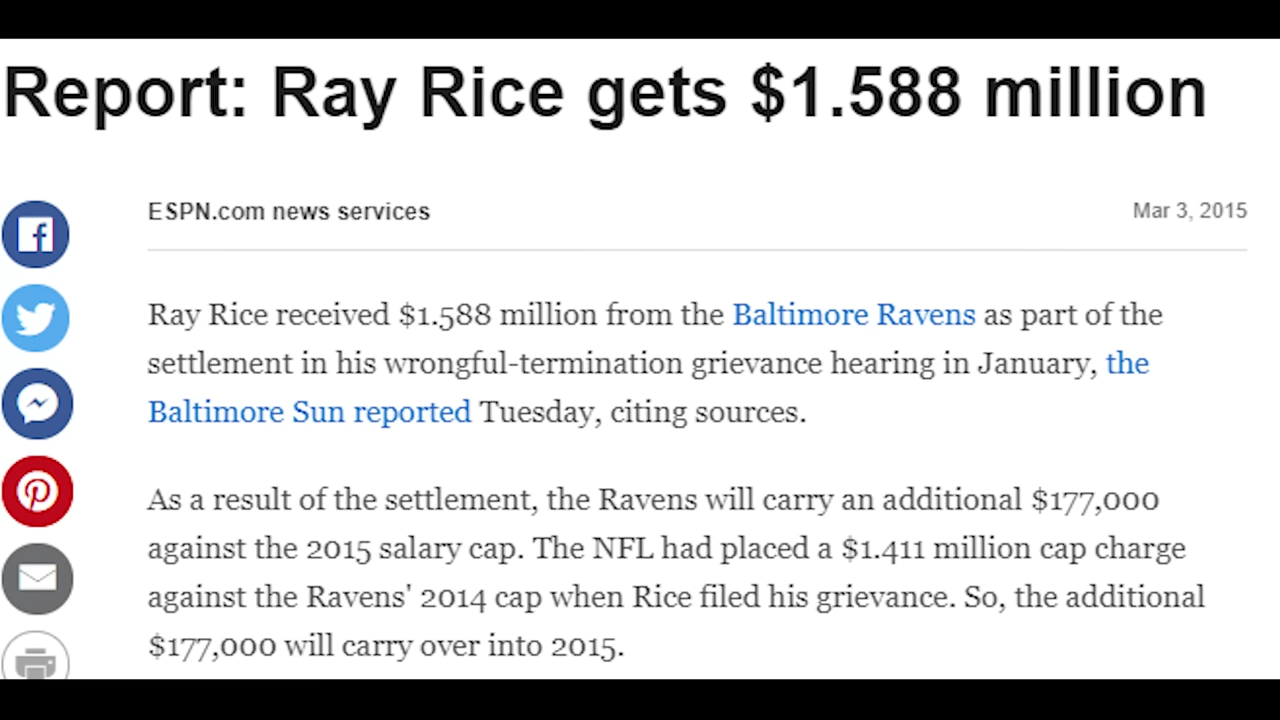 Report: Ray Rice gets $1.588 million
ESPN.com news services
Mar 3, 2015
Ray Rice received $1.588 million from the Baltimore Ravens as part of the
settlement in his wrongful-termination grievance hearing in January, the
Baltimore Sun reported Tuesday, citing sources.
As a result of the settlement, the Ravens will carry an additional $177,000
against the 2015 salary cap. The NFL had placed a $1.411 million cap charge
against the Ravens' 2014 cap when Rice filed his grievance. So, the additional
$177,000 will carry over into 2015.